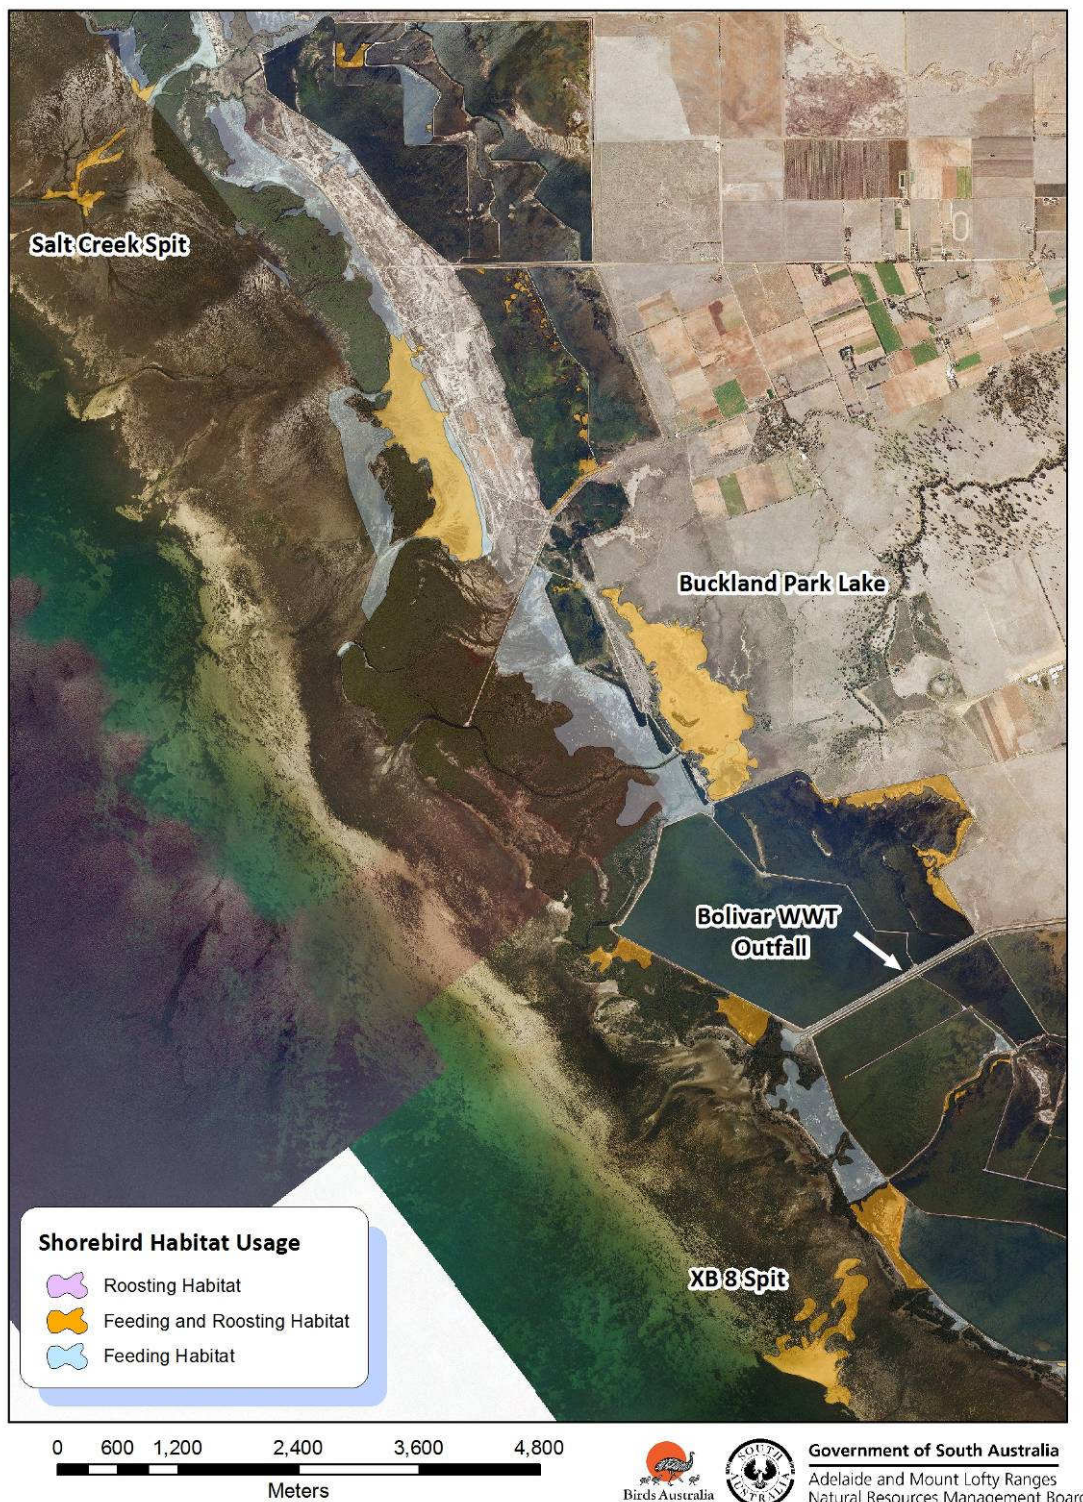 Salt Creek Spit
Buckland Park Lake
Bolivar WWT
Outfall
XB 8 Spit
Shorebird Habitat Usage
Roosting Habitat
Feeding and Roosting Habitat
Feeding Habitat
0 600 1,200 2,400 3,600 4,800
Meters
Birds Australia
SOUTH
AUSTRALIA
Government of South Australia
Adelaide and Mount Lofty Ranges
Natural Resources Management Board